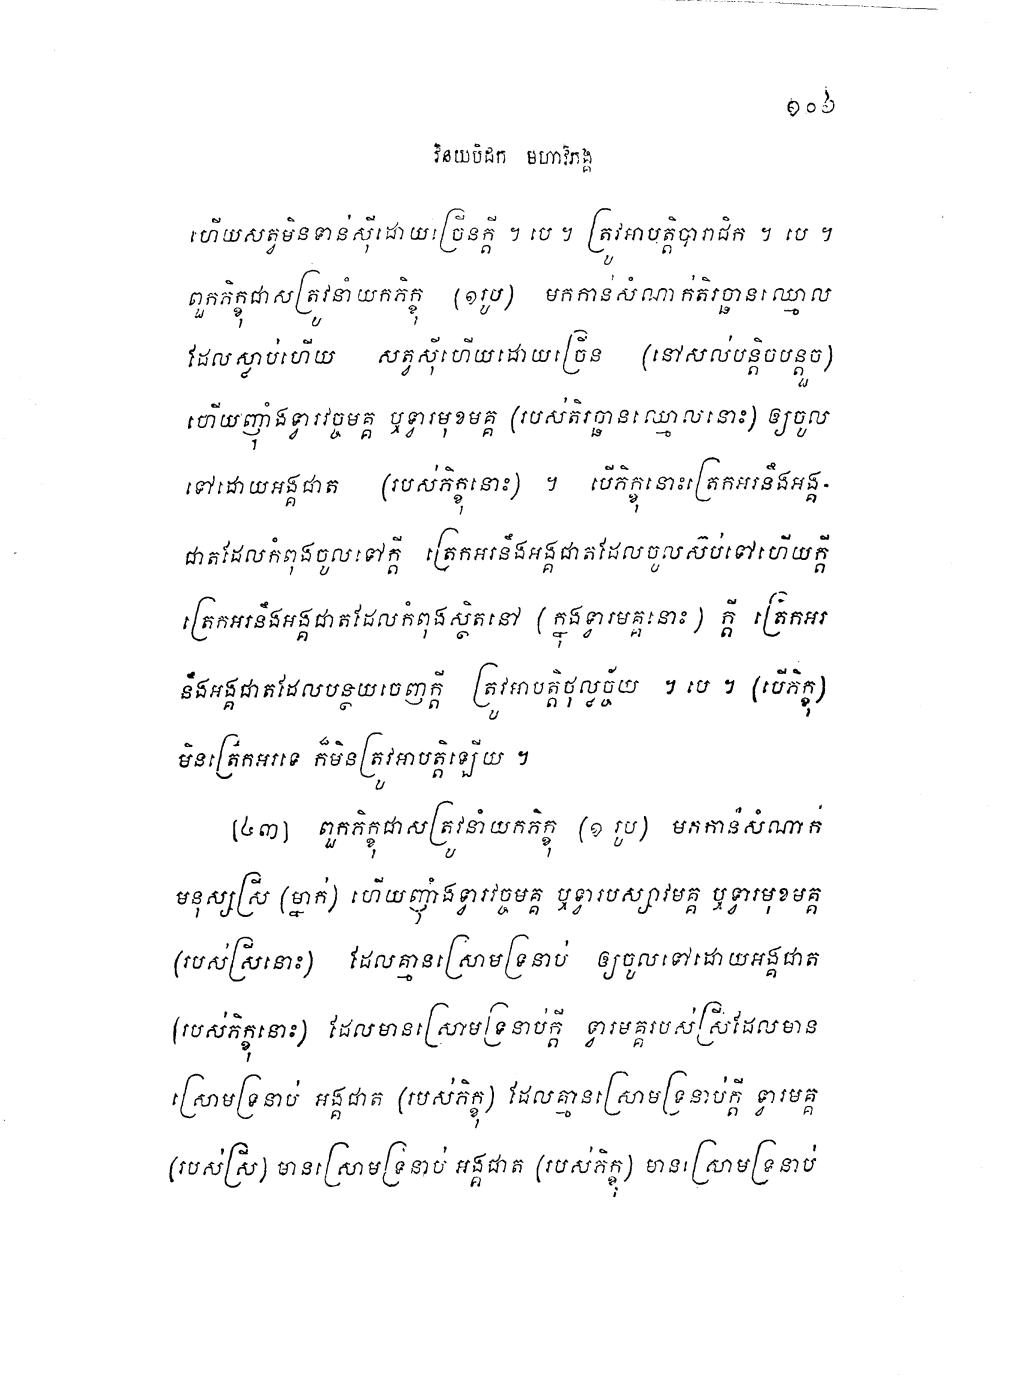 ១០៦
វិនយបិដក មហាវិភង្គ
ហើយសត្វមិនទាន់ស៊ីដោយច្រើនក្ដី ។ បេ ។ ត្រូវអាបត្តិបារាជិក ។ បេ ។
ពួកភិក្ខុជាសត្រូវនាំយកភិក្ខុ (១រូប) មកកាន់សំណាក់តិរច្ឆានឈ្មោល
ដែលស្លាប់ហើយ សត្វស៊ីហើយដោយច្រើន (នៅសល់បន្តិចបន្តួច)
ហើយញ៉ាំងទ្វារវច្ចមគ្គ ឬទ្វារមុខមគ្គ (របស់តិរច្ឆានឈ្មោលនោះ) ឲ្យចូល
ទៅដោយអង្គជាត (របស់ភិក្ខុនោះ) ។ បើភិក្ខុនោះត្រេកអរនឹងអង្គ-
ជាតដែលកំពុងចូលទៅក្ដី ត្រេកអរនឹងអង្គជាតដែលចូលស៊ប់ទៅហើយក្ដី
ត្រេកអរនឹងអង្គជាតដែលកំពុងស្ថិតនៅ (ក្នុងទ្វារមគ្គនោះ) ក្ដី ត្រេកអរ
នឹងអង្គជាតដែលបន្ថយចេញក្ដី ត្រូវអាបត្តិថុល្លច្ច័យ ។ បេ ។ (បើភិក្ខុ)
មិនត្រេកអរទេ ក៏មិនត្រូវអាបត្តិឡើយ ។
(៤៣) ពួកភិក្ខុជាសត្រូវនាំយកភិក្ខុ (១ រូប) មកកាន់សំណាក់
មនុស្សស្រី (ម្នាក់) ហើយញ៉ាំងទ្វារវច្ចមគ្គ ឬទ្វារបស្សាវមគ្គ ឬទ្វារមុខមគ្គ
(របស់ស្រីនោះ) ដែលគ្មានស្រោមទ្រនាប់ ឲ្យចូលទៅដោយអង្គជាត
(របស់ភិក្ខុនោះ) ដែលមានស្រោមទ្រនាប់ក្ដី ទ្វារមគ្គរបស់ស្រីដែលមាន
ស្រោមទ្រនាប់ អង្គជាត (របស់ភិក្ខុ) ដែលគ្មានស្រោមទ្រនាប់ក្ដី ទ្វារមគ្គ
(របស់ស្រី) មានស្រោមទ្រនាប់ អង្គជាត (របស់ភិក្ខុ) មានស្រោមទ្រនាប់